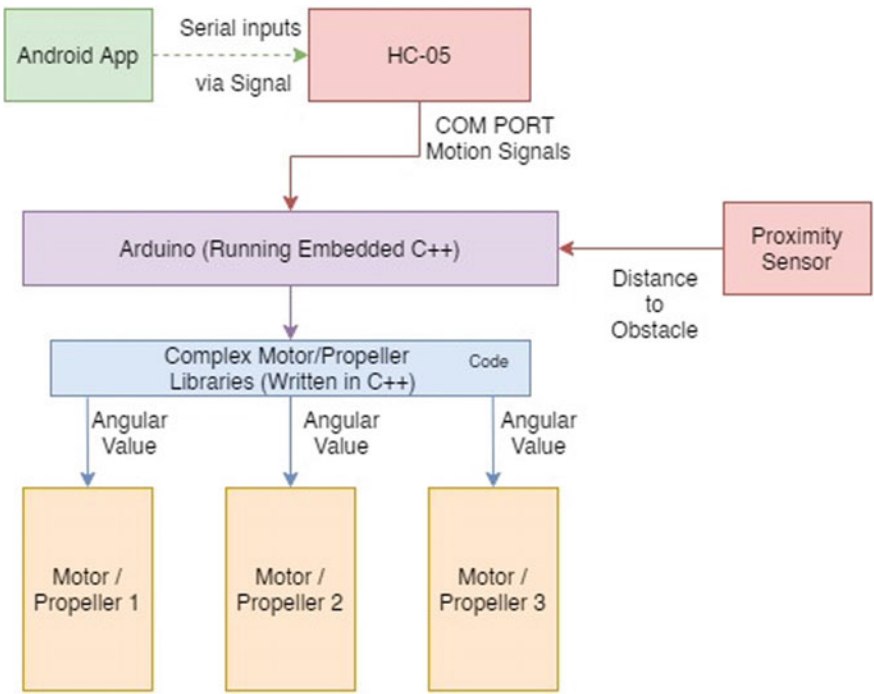 Android App
Serial inputs
via Signal
HC-05
COM PORT
Motion Signals
Arduino (Running Embedded C++)
Proximity
Sensor
Distance
to
Obstacle
Complex Motor/Propeller
Libraries (Written in C++)
Code
Angular
Value
Angular
Value
Angular
Value
Motor /
Propeller 1
Motor /
Propeller 2
Motor /
Propeller 3